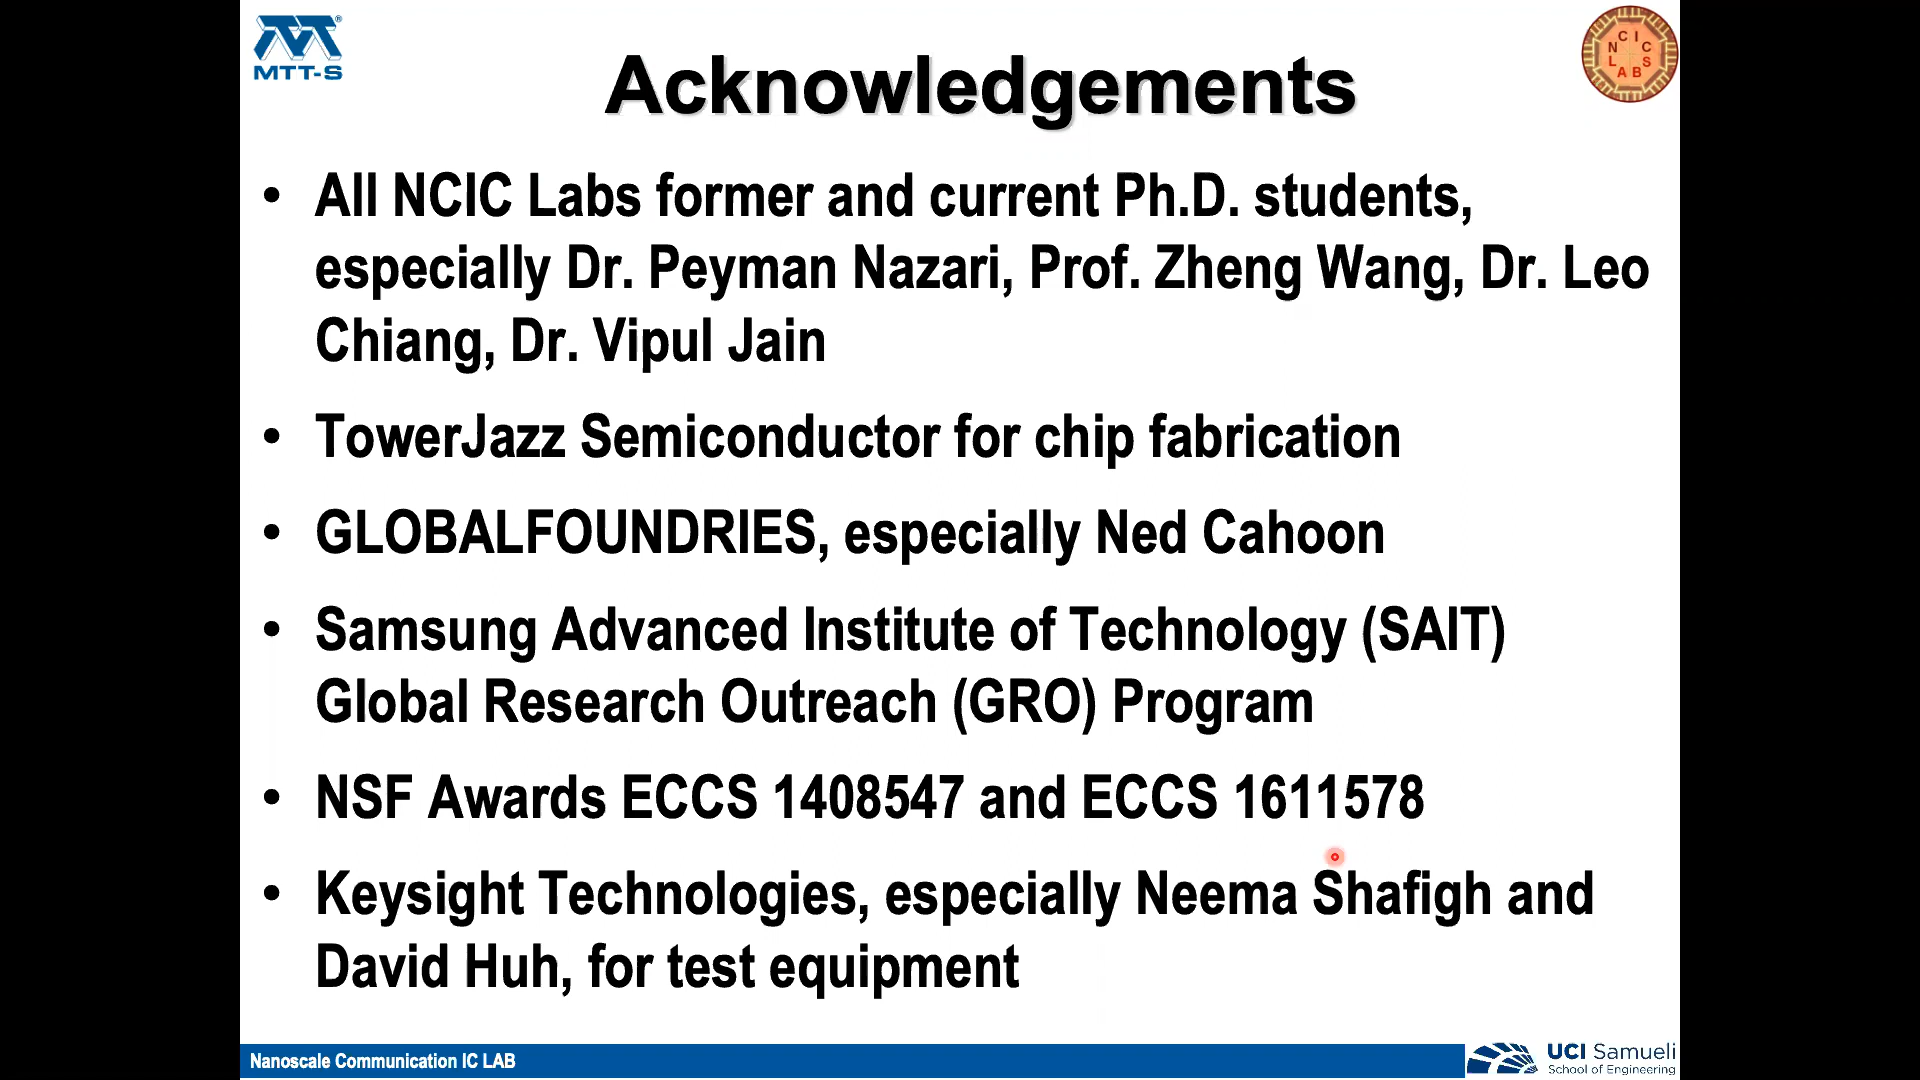 MTT-S
NCIC LABS
Acknowledgements
• All NCIC Labs former and current Ph.D. students,
especially Dr. Peyman Nazari, Prof. Zheng Wang, Dr. Leo
Chiang, Dr. Vipul Jain
• TowerJazz Semiconductor for chip fabrication
• GLOBALFOUNDRIES, especially Ned Cahoon
• Samsung Advanced Institute of Technology (SAIT)
Global Research Outreach (GRO) Program
• NSF Awards ECCS 1408547 and ECCS 1611578
• Keysight Technologies, especially Neema Shafigh and
David Huh, for test equipment
Nanoscale Communication IC LAB
UCI Samueli
School of Engineering